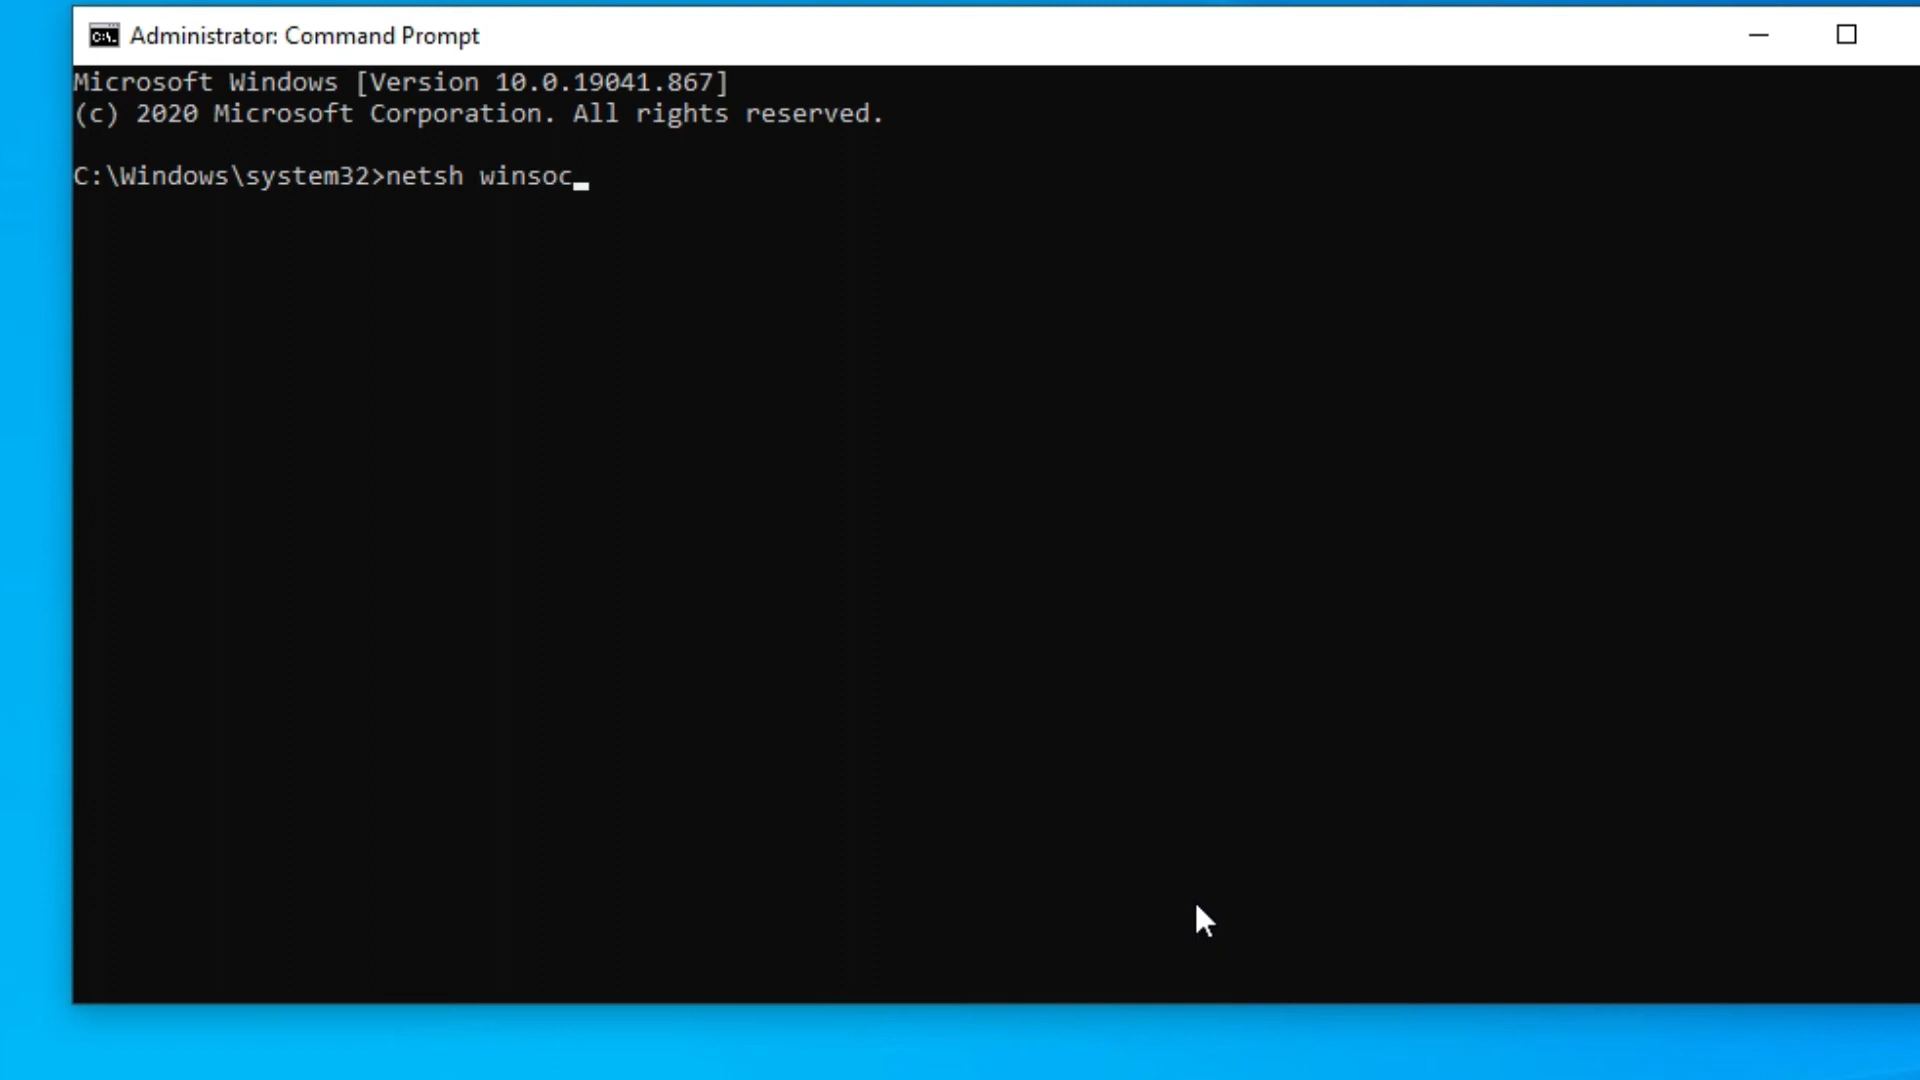 Administrator: Command Prompt
Microsoft Windows [Version 10.0.19041.867]
(c) 2020 Microsoft Corporation. All rights reserved.
C:\Windows\system32>netsh winsoc